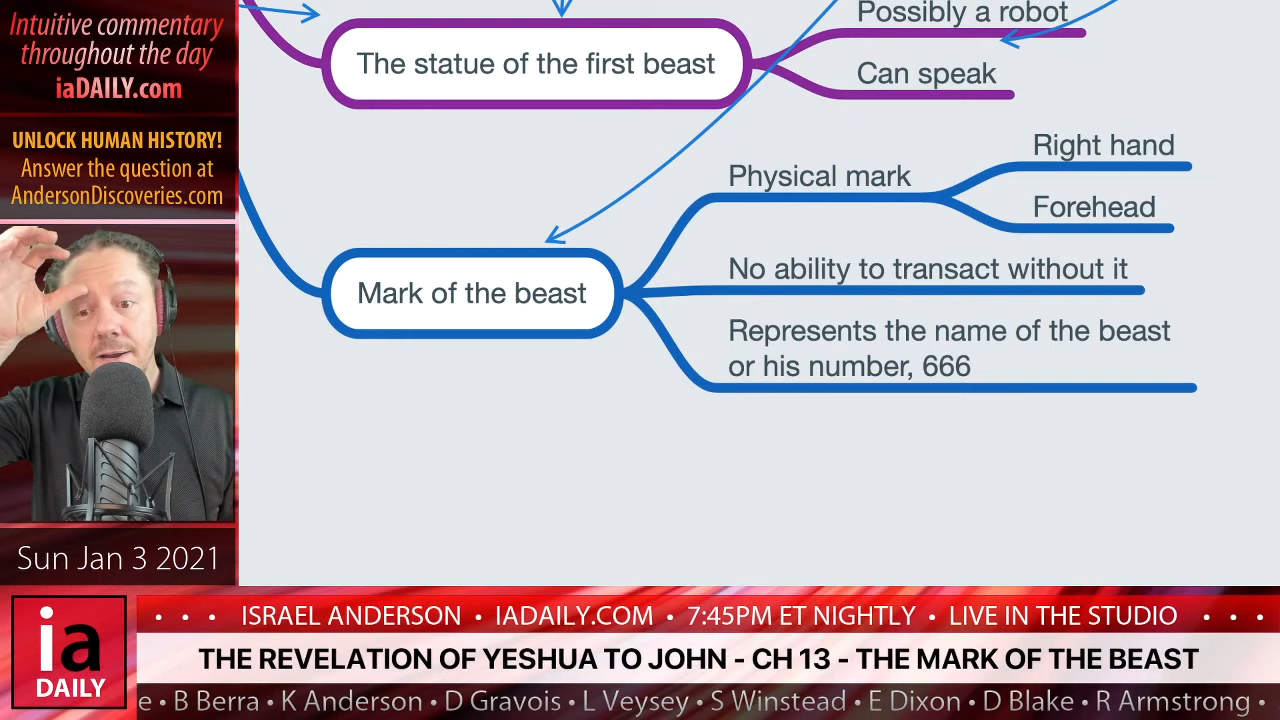 Intuitive commentary
throughout the day
iaDAILY.com
UNLOCK HUMAN HISTORY!
Answer the question at
AndersonDiscoveries.com
Possibly a robot
The statue of the first beast
Can speak
Right hand
Physical mark
Forehead
No ability to transact without it
Mark of the beast
Represents the name of the beast
or his number, 666
Sun Jan 3 2021
ia
DAILY
• • • ISRAEL ANDERSON • IADAILY.COM • 7:45PM ET NIGHTLY • LIVE IN THE STUDIO • • •
THE REVELATION OF YESHUA TO JOHN - CH 13 - THE MARK OF THE BEAST
e • B Berra • K Anderson • D Gravois • L Veysey • S Winstead • E Dixon • D Blake • R Armstrong •